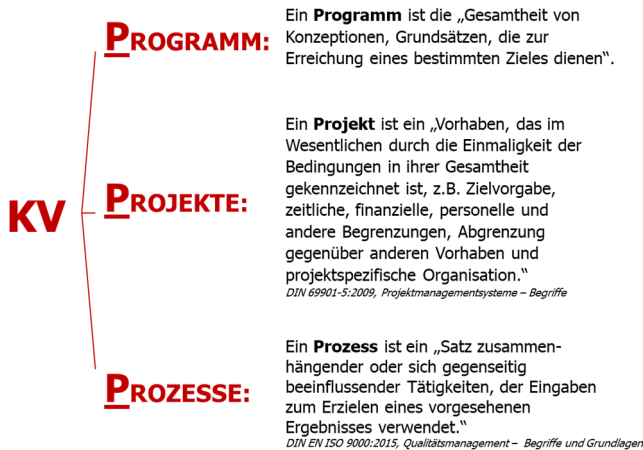 KV
PROGRAMM:
Ein Programm ist die „Gesamtheit von
Konzeptionen, Grundsätzen, die zur
Erreichung eines bestimmten Zieles dienen“.
PROJEKTE:
Ein Projekt ist ein „Vorhaben, das im
Wesentlichen durch die Einmaligkeit der
Bedingungen in ihrer Gesamtheit
gekennzeichnet ist, z.B. Zielvorgabe,
zeitliche, finanzielle, personelle und
andere Begrenzungen, Abgrenzung
gegenüber anderen Vorhaben und
projektspezifische Organisation.“
DIN 69901-5:2009, Projektmanagementsysteme – Begriffe
PROZESSE:
Ein Prozess ist ein „Satz zusammen-
hängender oder sich gegenseitig
beeinflussender Tätigkeiten, der Eingaben
zum Erzielen eines vorgesehenen
Ergebnisses verwendet.“
DIN EN ISO 9000:2015, Qualitätsmanagement – Begriffe und Grundlagen